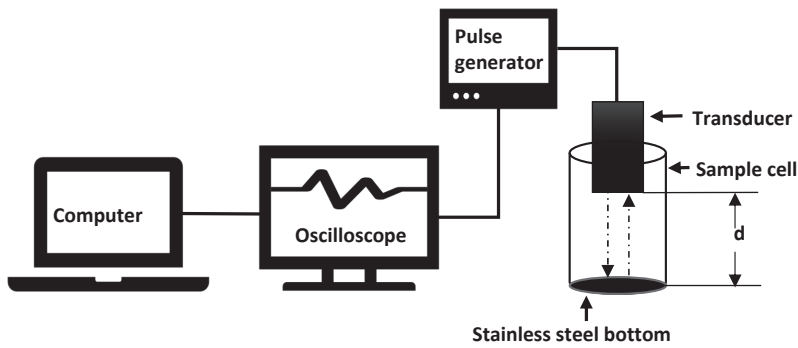 Pulse
generator
Transducer
Sample cell
Computer
Oscilloscope
d
Stainless steel bottom